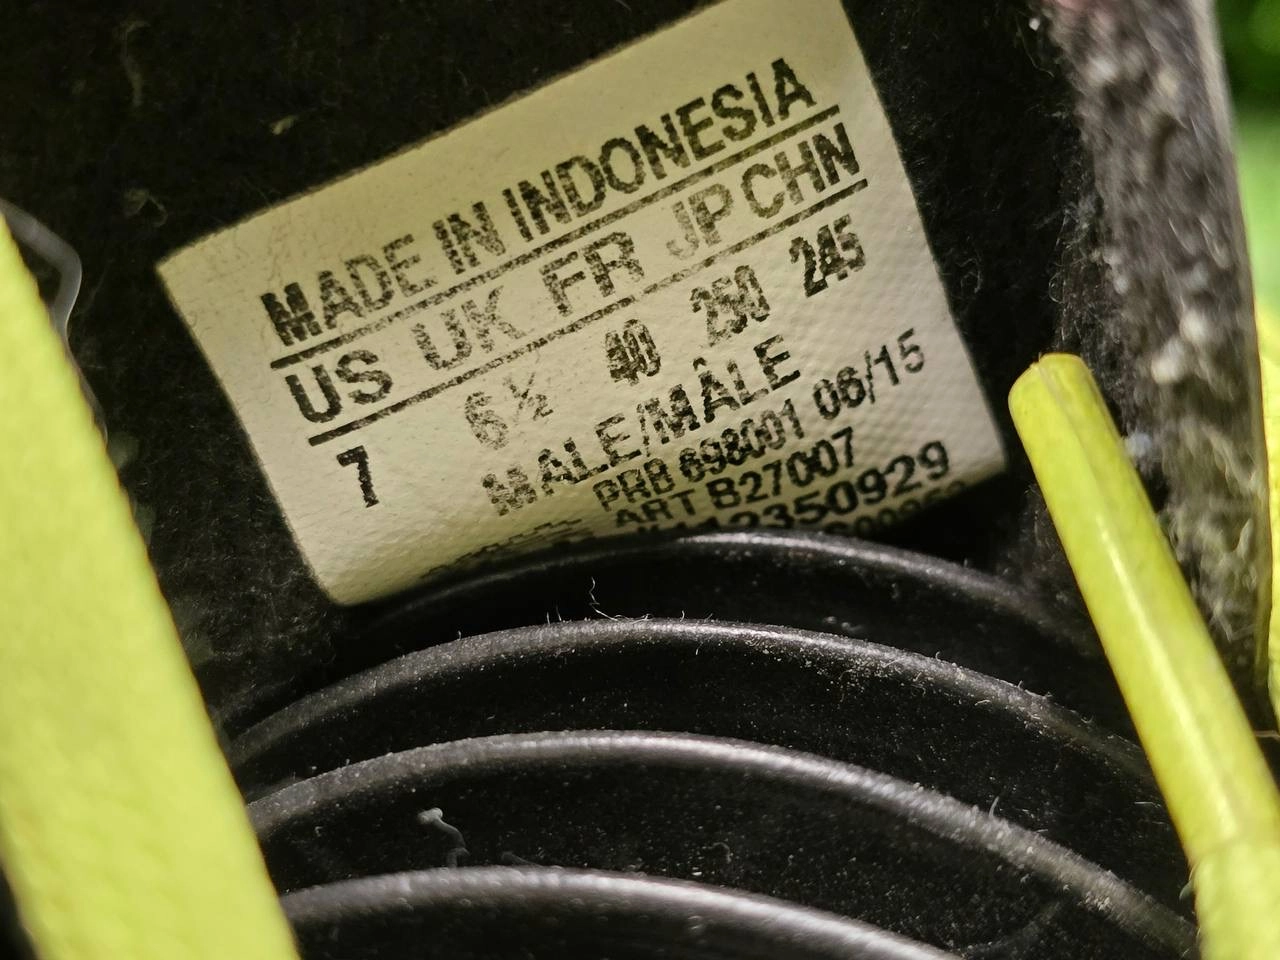 MADE IN INDONESIA
US UK FR JP CHN
7 6½ 40 250 245
MALE/MÂLE
PRB 698001 06/15
ART B27007
12350929